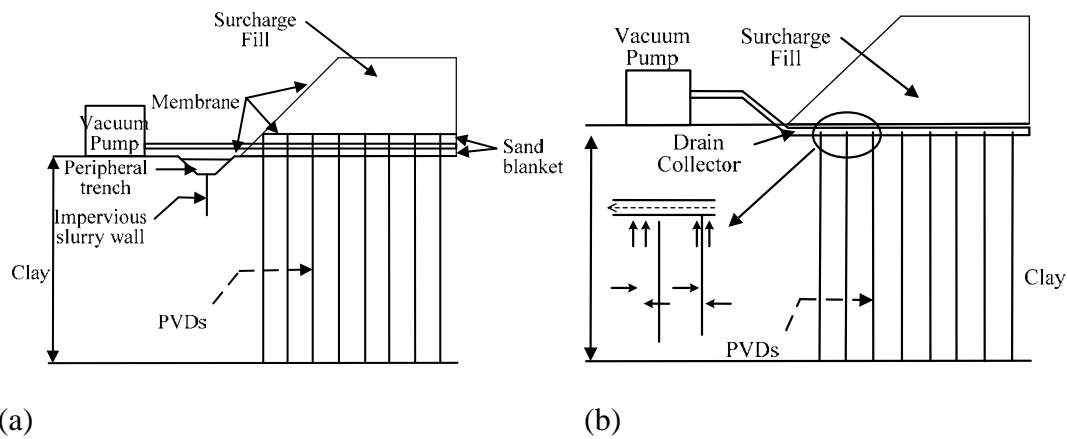 Surcharge
Fill
Membrane
Vacuum
Pump
Peripheral
trench
Sand
blanket
Impervious
slurry wall
Clay
PVDs
(a)
Vacuum
Pump
Surcharge
Fill
Drain
Collector
Clay
PVDs
(b)